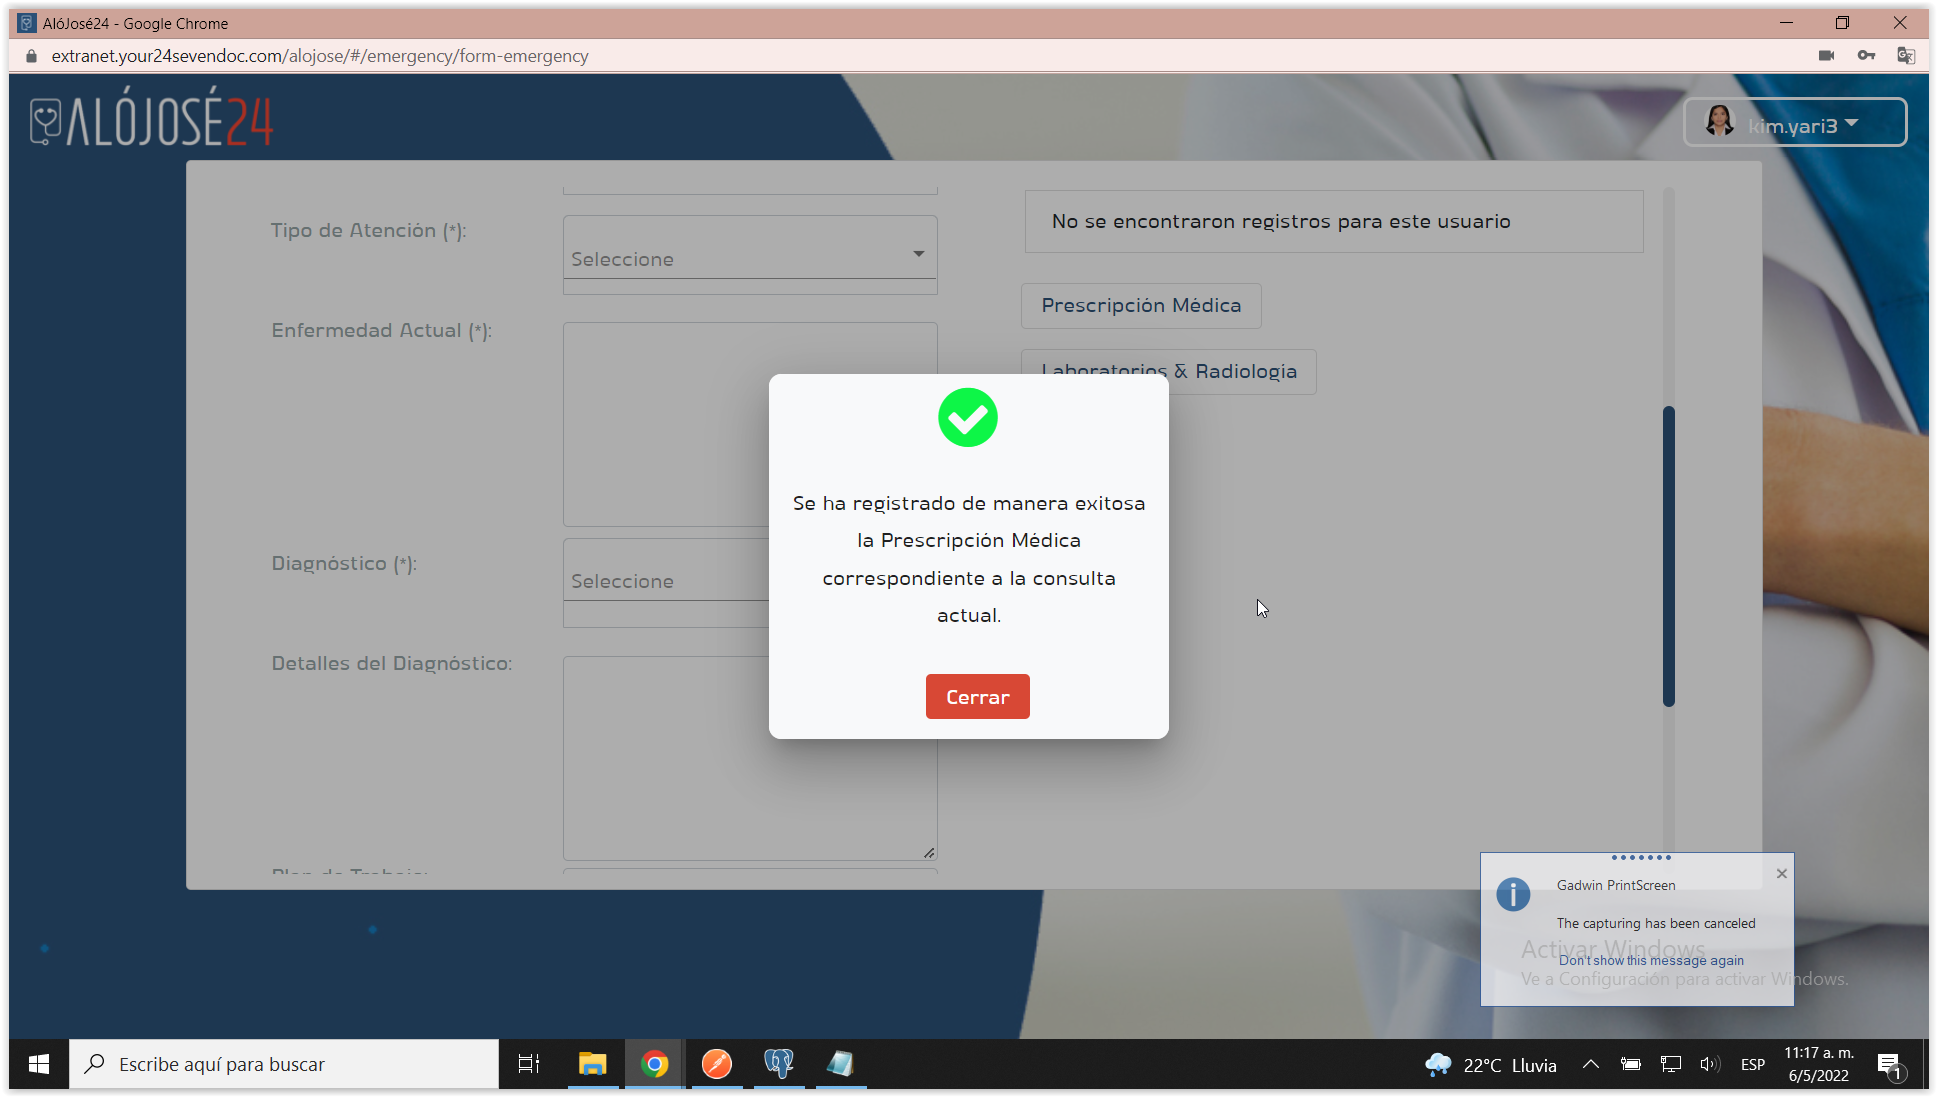 AlóJosé24 - Google Chrome
extranet.your24sevendoc.com/alojose/#/emergency/form-emergency
ALÓJOSÉ24
kim.yari3
Tipo de Atención (*):
Seleccione
No se encontraron registros para este usuario
Prescripción Médica
Enfermedad Actual (*):
Laboratorios & Radiologia
Se ha registrado de manera exitosa
la Prescripción Médica
correspondiente a la consulta
actual.
Cerrar
Diagnóstico (*):
Seleccione
Detalles del Diagnóstico:
Plan de Trabajo:
Gadwin PrintScreen
The capturing has been canceled
Don't show this message again
Activar Windows
Ve a Configuración para activar Windows.
Escribe aquí para buscar
22°C Lluvia
ESP
11:17 a. m.
6/5/2022
1